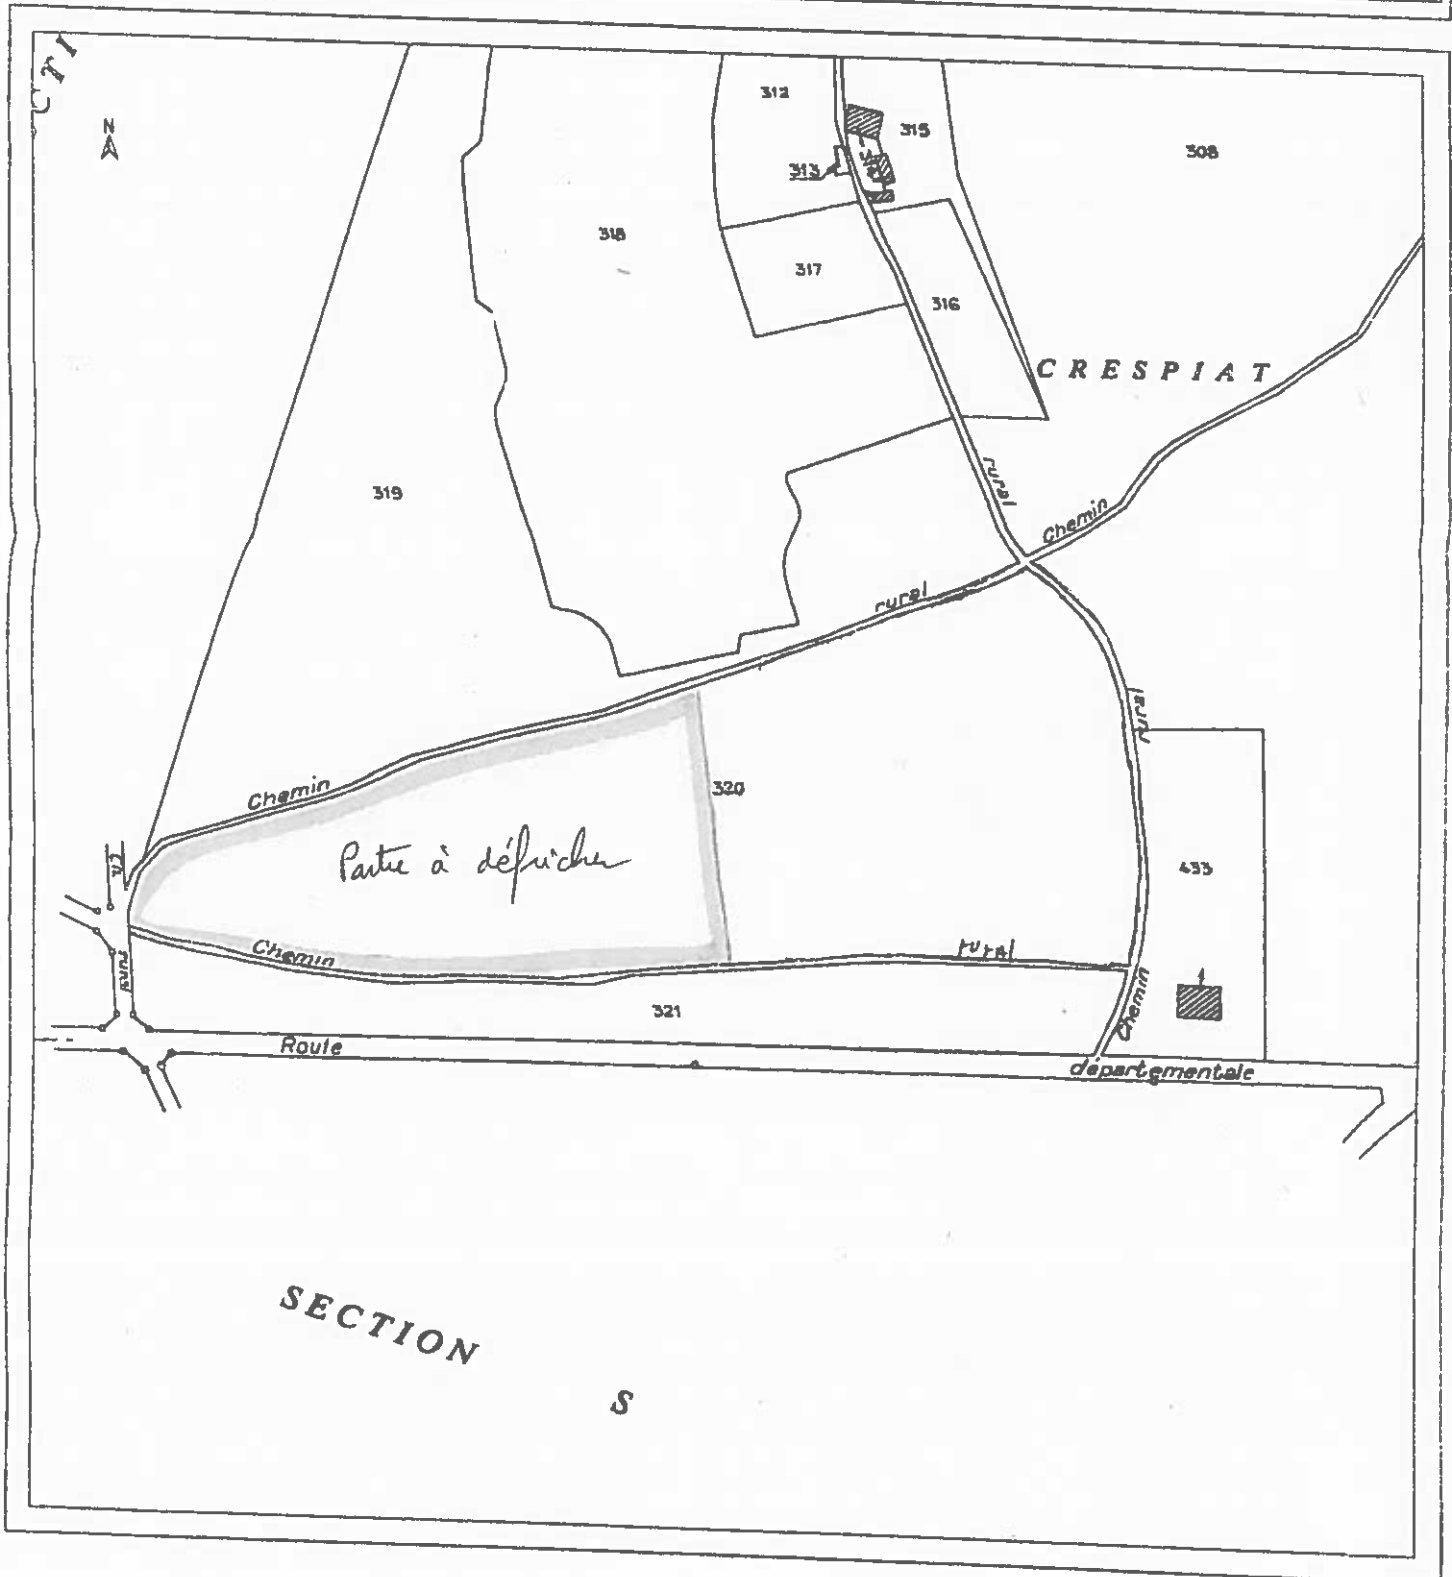 CTI
N
312
315
308
313
318
317
316
CRESPIAT
319
rural
Chemin
rural
rural
Chemin
320
Partie à défricher
433
Ch
Chemin
rural
rural
Chemin
321
Route
départementale
SECTION
S